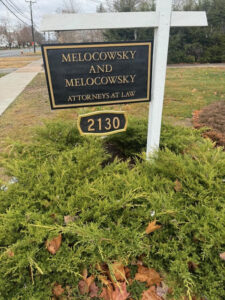 MELOCOWSKY
AND
MELOCOWSKY
ATTORNEYS AT LAW
2130